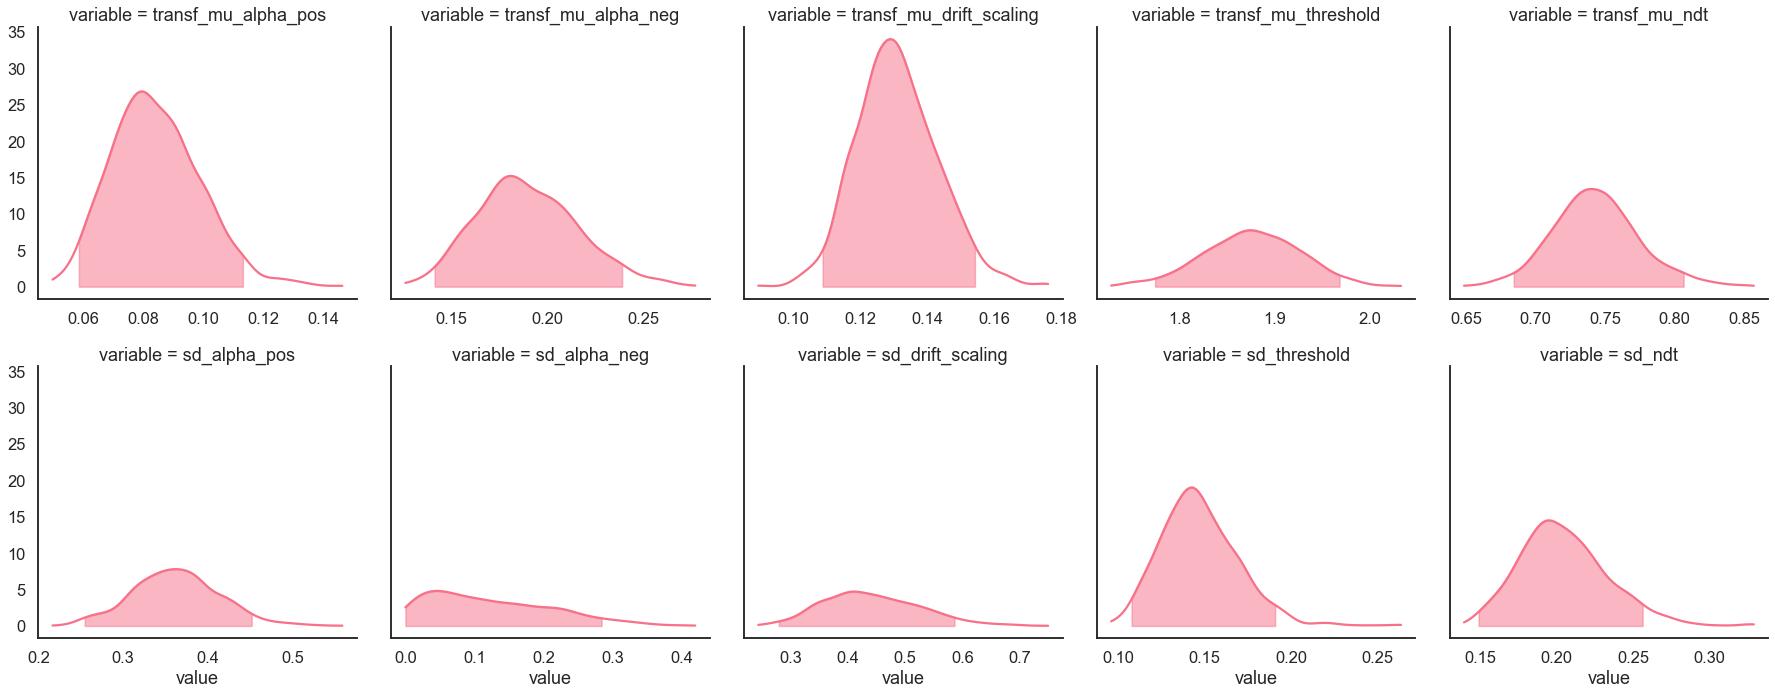 variable = transf_mu_alpha_pos
variable = transf_mu_alpha_neg
variable = transf_mu_drift_scaling
variable = transf_mu_threshold
variable = transf_mu_ndt
35
30
25
20
15
10
5
0
0.06 0.08 0.10 0.12 0.14
0.15 0.20 0.25
0.10 0.12 0.14 0.16 0.18
1.8 1.9 2.0
0.65 0.70 0.75 0.80 0.85
variable = sd_alpha_pos
variable = sd_alpha_neg
variable = sd_drift_scaling
variable = sd_threshold
variable = sd_ndt
35
30
25
20
15
10
5
0
0.2 0.3 0.4 0.5
0.0 0.1 0.2 0.3 0.4
0.3 0.4 0.5 0.6 0.7
0.10 0.15 0.20 0.25
0.15 0.20 0.25 0.30
value
value
value
value
value